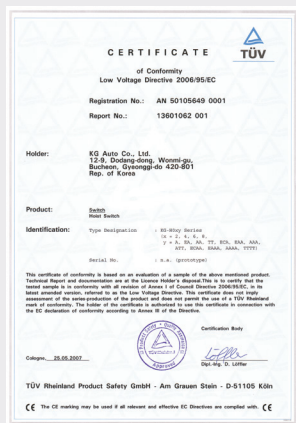 CERTIFICATE
TÜV
of Conformity
Low Voltage Directive 2006/95/EC
Registration No.: AN 50105649 0001
Report No.: 13601062 001
Holder: KG Auto Co., Ltd.
12-9, Dodang-dong, Wonmi-gu,
Bucheon, Gyeonggi-do 420-801
Rep. of Korea
Product: Switch
Hoist Switch
Identification: Type Designation : KG-H0xy Series
(x = 2, 4, 6, 8,
y = A, EA, AA, TT, ECA, EAA, AAA,
ATT, ECAA, EAAA, AAAA, TTTT)
Serial No. : n.a. (prototype)
This certificate of conformity is based on an evaluation of a sample of the above mentioned product.
Technical Report and documentation are at the Licence Holder's disposal. This is to certify that the
tested sample is in conformity with all revision of Annex I of Council Directive 2006/95/EC, in its
latest amended version, referred to as the Low Voltage Directive. This certificate does not imply
assessment of the series-production of the product and does not permit the use of a TÜV Rheinland
mark of conformity. The holder of the certificate is authorized to use this certificate in connection with
the EC declaration of conformity according to Annex III of the Directive.
Certification Body
Cologne, 25.05.2007
Approved
Dipl.-Ing. D. Löffler
TÜV Rheinland Product Safety GmbH - Am Grauen Stein - D-51105 Köln
CE The CE marking may be used if all relevant and effective EC Directives are complied with. CE